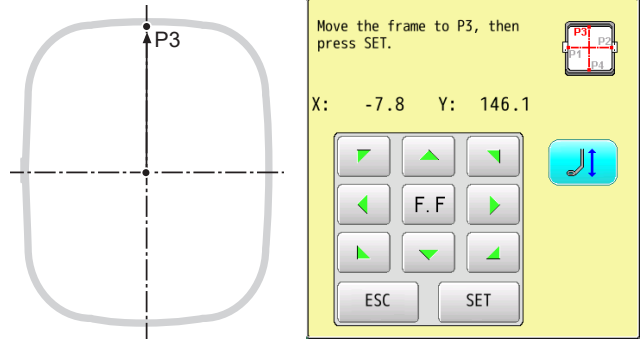 P3
Move the frame to P3, then
press SET.
P3
P2
P1
P4
X: -7.8 Y: 146.1
F.F
ESC SET